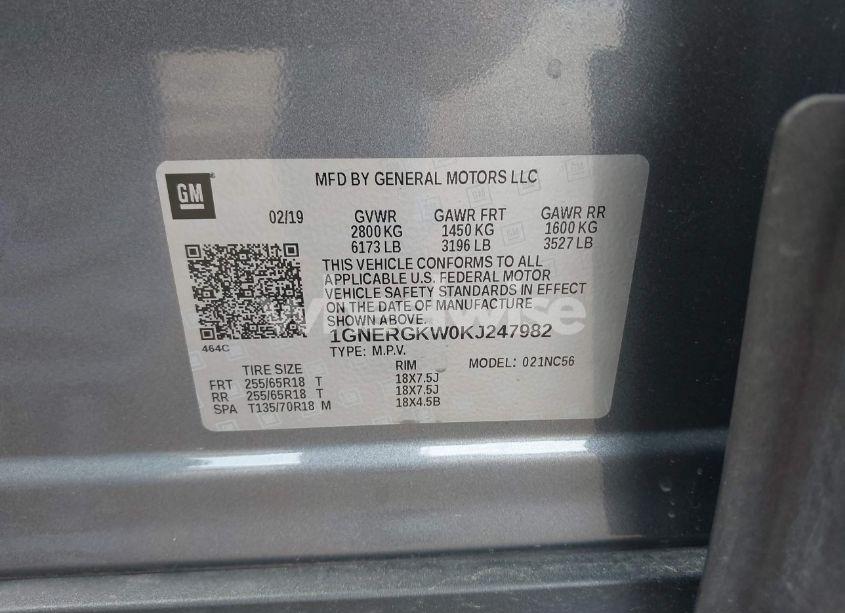 GM
MFD BY GENERAL MOTORS LLC
02/19 GVWR GAWR FRT GAWR RR
2800 KG 1450 KG 1600 KG
6173 LB 3196 LB 3527 LB
THIS VEHICLE CONFORMS TO ALL
APPLICABLE U.S. FEDERAL MOTOR
VEHICLE SAFETY STANDARDS IN EFFECT
ON THE DATE OF MANUFACTURE
SHOWN ABOVE.
1GNERGKW0KJ247982
464C
TYPE: M.P.V. MODEL: 021NC56
TIRE SIZE RIM
FRT 255/65R18 T 18X7.5J
RR 255/65R18 T 18X7.5J
SPA T135/70R18 M 18X4.5B